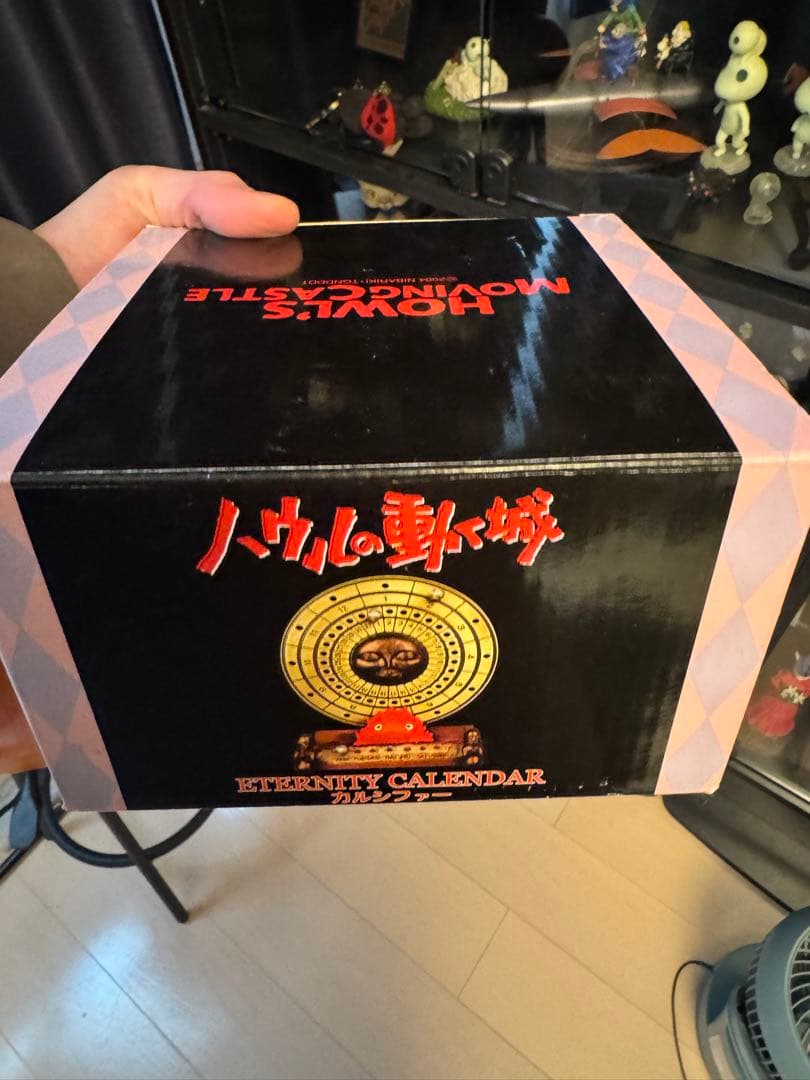 HOWL'S
MOVING CASTLE
©2004 NIBARIKI・TGNDDDT
ハウルの動く城
ETERNITY CALENDAR
カルシファー